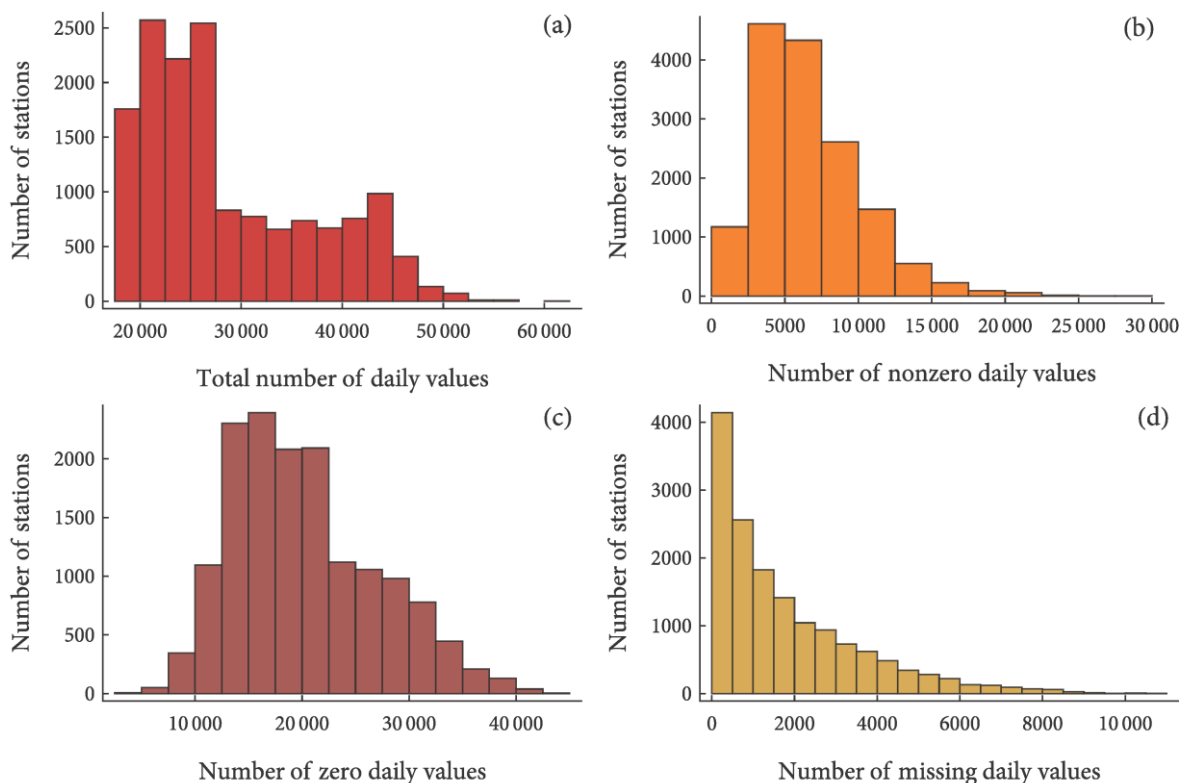 (a)
Number of stations
2500
2000
1500
1000
500
0
20 000 30 000 40 000 50 000 60 000
Total number of daily values
(b)
Number of stations
4000
3000
2000
1000
0
0 5000 10 000 15 000 20 000 25 000 30 000
Number of nonzero daily values
(c)
Number of stations
2000
1500
1000
500
0
10 000 20 000 30 000 40 000
Number of zero daily values
(d)
Number of stations
4000
3000
2000
1000
0
0 2000 4000 6000 8000 10 000
Number of missing daily values